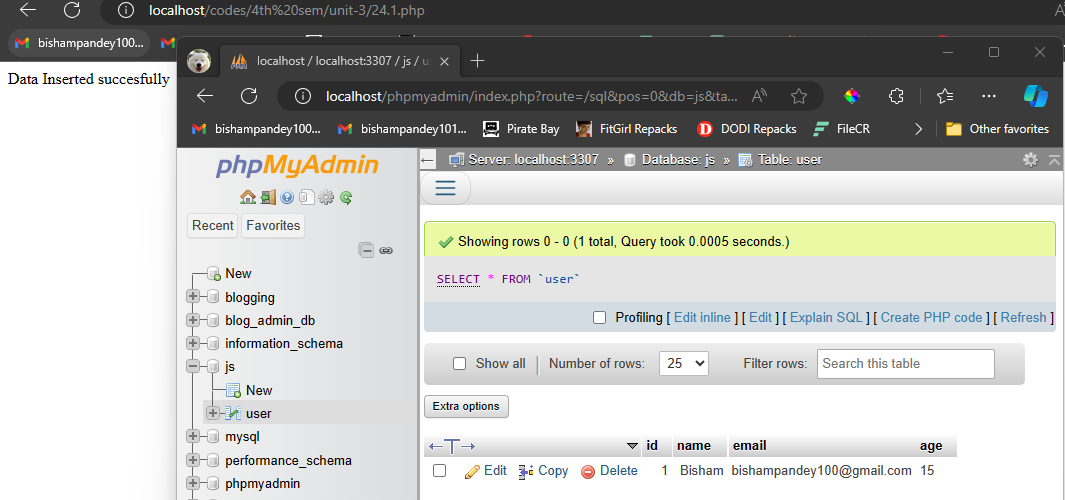 localhost/codes/4th%20sem/unit-3/24.1.php
bishampandey100...
Data Inserted succesfully
localhost / localhost:3307 / js / u
localhost/phpmyadmin/index.php?route=/sql&pos=0&db=js&ta...
bishampandey100... bishampandey101... Pirate Bay FitGirl Repacks DODI Repacks FileCR Other favorites
phpMyAdmin
Recent Favorites
New
blogging
blog_admin_db
information_schema
js
New
user
mysql
performance_schema
phpmyadmin
Server: localhost:3307 » Database: js » Table: user
Showing rows 0 - 0 (1 total, Query took 0.0005 seconds.)
SELECT * FROM `user`
Profiling [ Edit inline ] [ Edit ] [ Explain SQL ] [ Create PHP code ] [ Refresh ]
Show all | Number of rows: 25 Filter rows: Search this table
Extra options
id name email age
Edit Copy Delete 1 Bisham bishampandey100@gmail.com 15